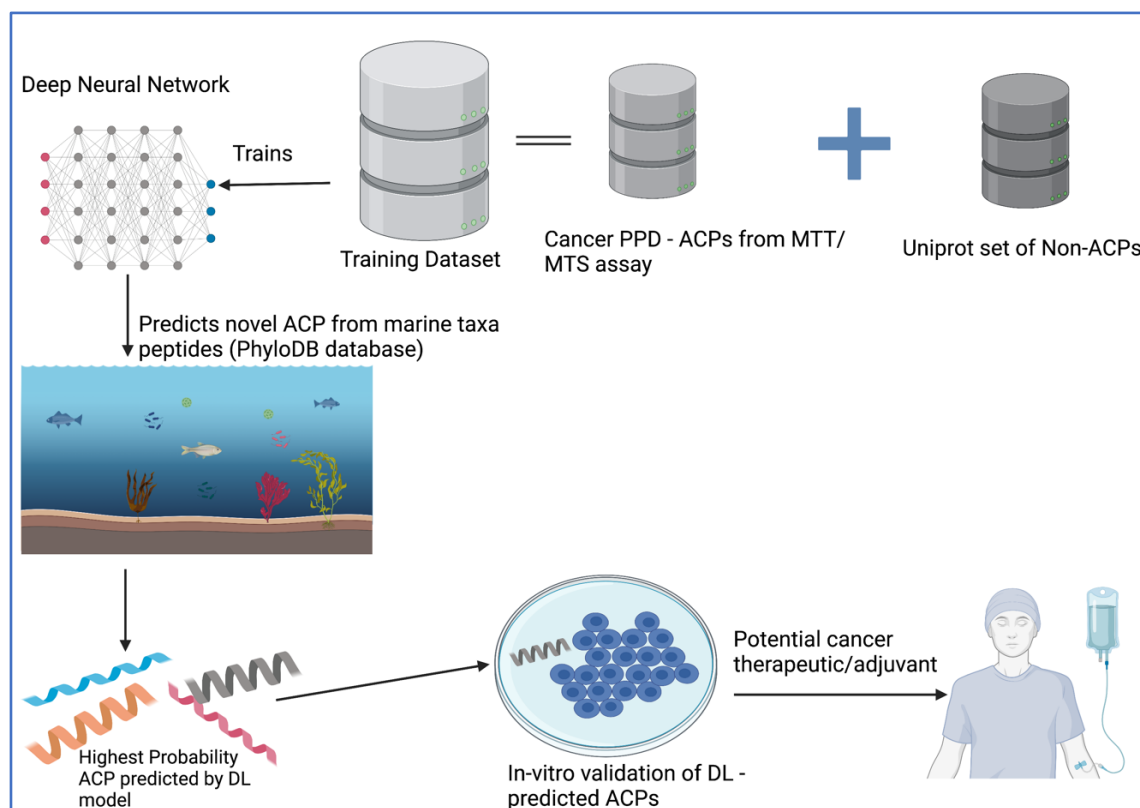 Deep Neural Network
Trains
Training Dataset
Cancer PPD - ACPs from MTT/
MTS assay
Uniprot set of Non-ACPs
Predicts novel ACP from marine taxa
peptides (PhyloDB database)
Highest Probability
ACP predicted by DL
model
In-vitro validation of DL -
predicted ACPs
Potential cancer
therapeutic/adjuvant